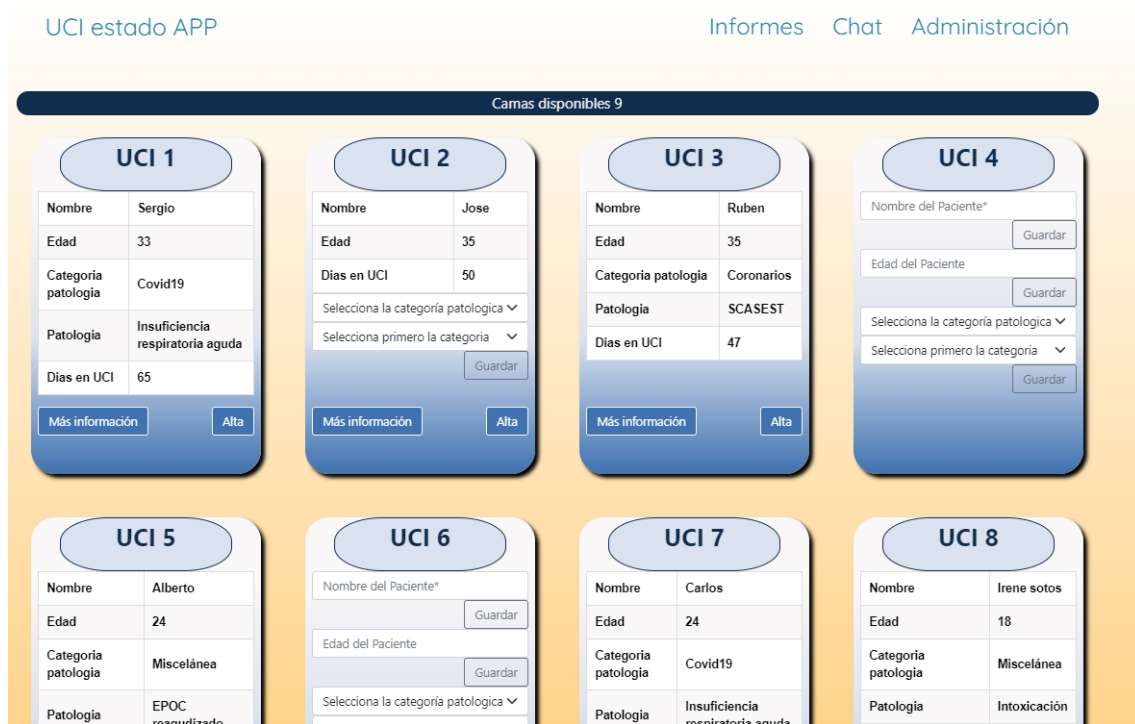 UCI estado APP Informes Chat Administración
Camas disponibles 9
UCI 1
Nombre Sergio
Edad 33
Categoria
patologia
Covid19
Patologia
Insuficiencia
respiratoria aguda
Dias en UCI 65
Más información Alta
UCI 2
Nombre Jose
Edad 35
Dias en UCI 50
Selecciona la categoría patologica
Selecciona primero la categoria
Guardar
Más información Alta
UCI 3
Nombre Ruben
Edad 35
Categoria patologia Coronarios
Patologia SCASEST
Dias en UCI 47
Más información Alta
UCI 4
Nombre del Paciente*
Guardar
Edad del Paciente
Guardar
Selecciona la categoría patologica
Selecciona primero la categoria
Guardar
UCI 5
Nombre Alberto
Edad 24
Categoria
patologia
Miscelánea
Patologia
EPOC
reagudizado
UCI 6
Nombre del Paciente*
Guardar
Edad del Paciente
Guardar
Selecciona la categoría patologica
UCI 7
Nombre Carlos
Edad 24
Categoria
patologia
Covid19
Patologia
Insuficiencia
respiratoria aguda
UCI 8
Nombre Irene sotos
Edad 18
Categoria
patologia
Miscelánea
Patologia Intoxicación